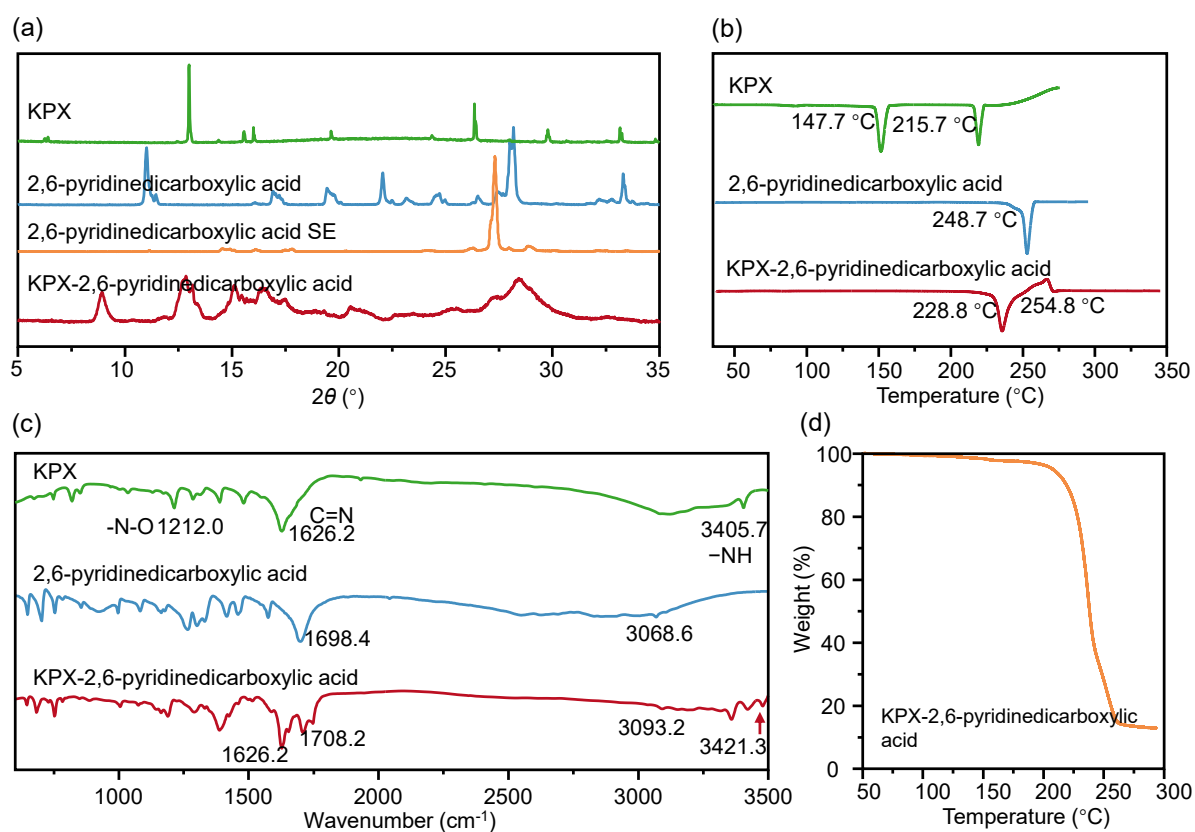 (a)
KPX
2,6-pyridinedicarboxylic acid
2,6-pyridinedicarboxylic acid SE
KPX-2,6-pyridinedicarboxylic acid
5 10 15 20 25 30 35
2θ (°)
(b)
KPX
147.7 °C 215.7 °C
2,6-pyridinedicarboxylic acid
248.7 °C
KPX-2,6-pyridinedicarboxylic acid
228.8 °C 254.8 °C
50 100 150 200 250 300 350
Temperature (°C)
(c)
KPX
-N-O 1212.0
C=N
1626.2
3405.7
−NH
2,6-pyridinedicarboxylic acid
1698.4
3068.6
KPX-2,6-pyridinedicarboxylic acid
1626.2
1708.2
3093.2
3421.3
1000 1500 2000 2500 3000 3500
Wavenumber (cm-1)
(d)
Weight (%)
100
80
60
40
20
0
KPX-2,6-pyridinedicarboxylic
acid
50 100 150 200 250 300
Temperature (°C)